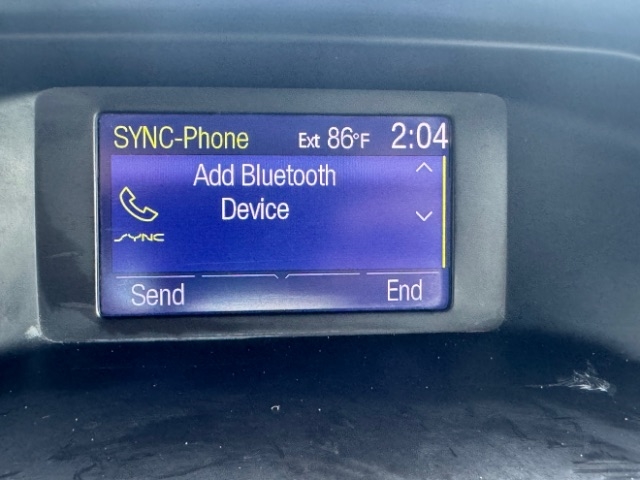 SYNC-Phone Ext 86°F 2:04
Add Bluetooth
Device
SYNC
Send End